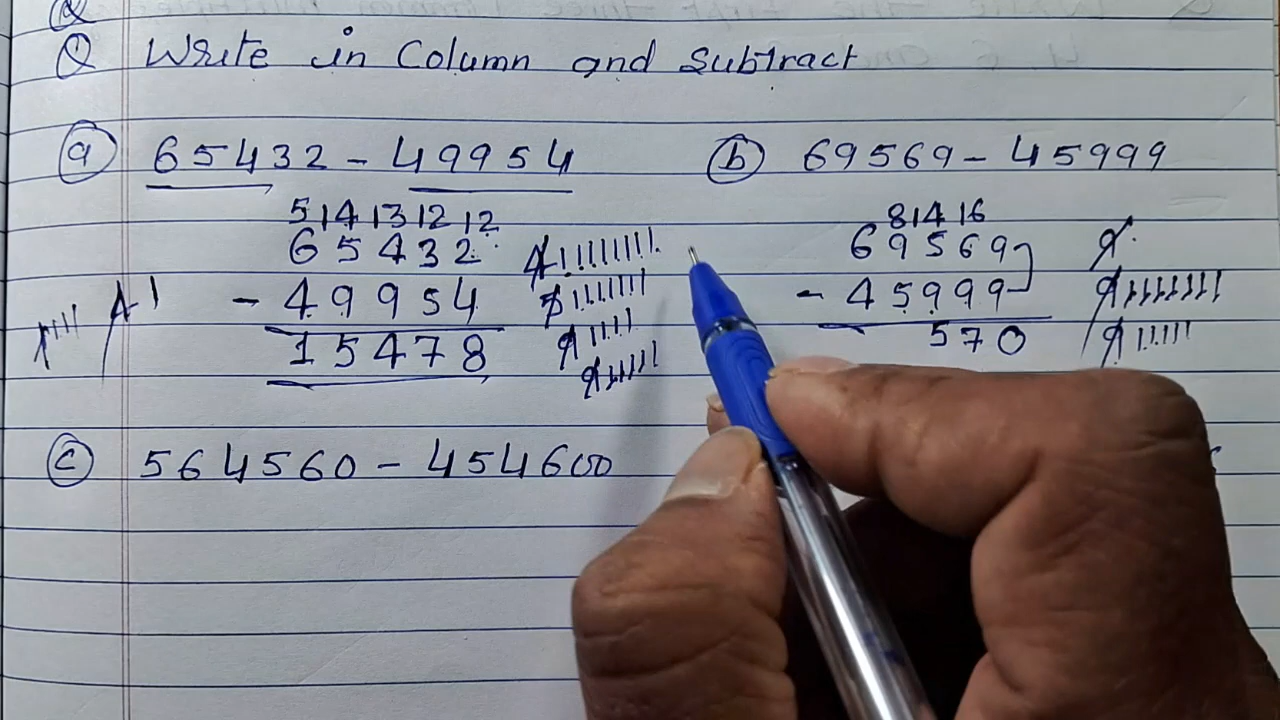 Q Write in Column and Subtract
a 65432 - 49954
b 69569 - 45999
5 14 13 12 12
65432
- 49954
15478
8 14 16
69569
- 45999
570
c 564560 - 454600